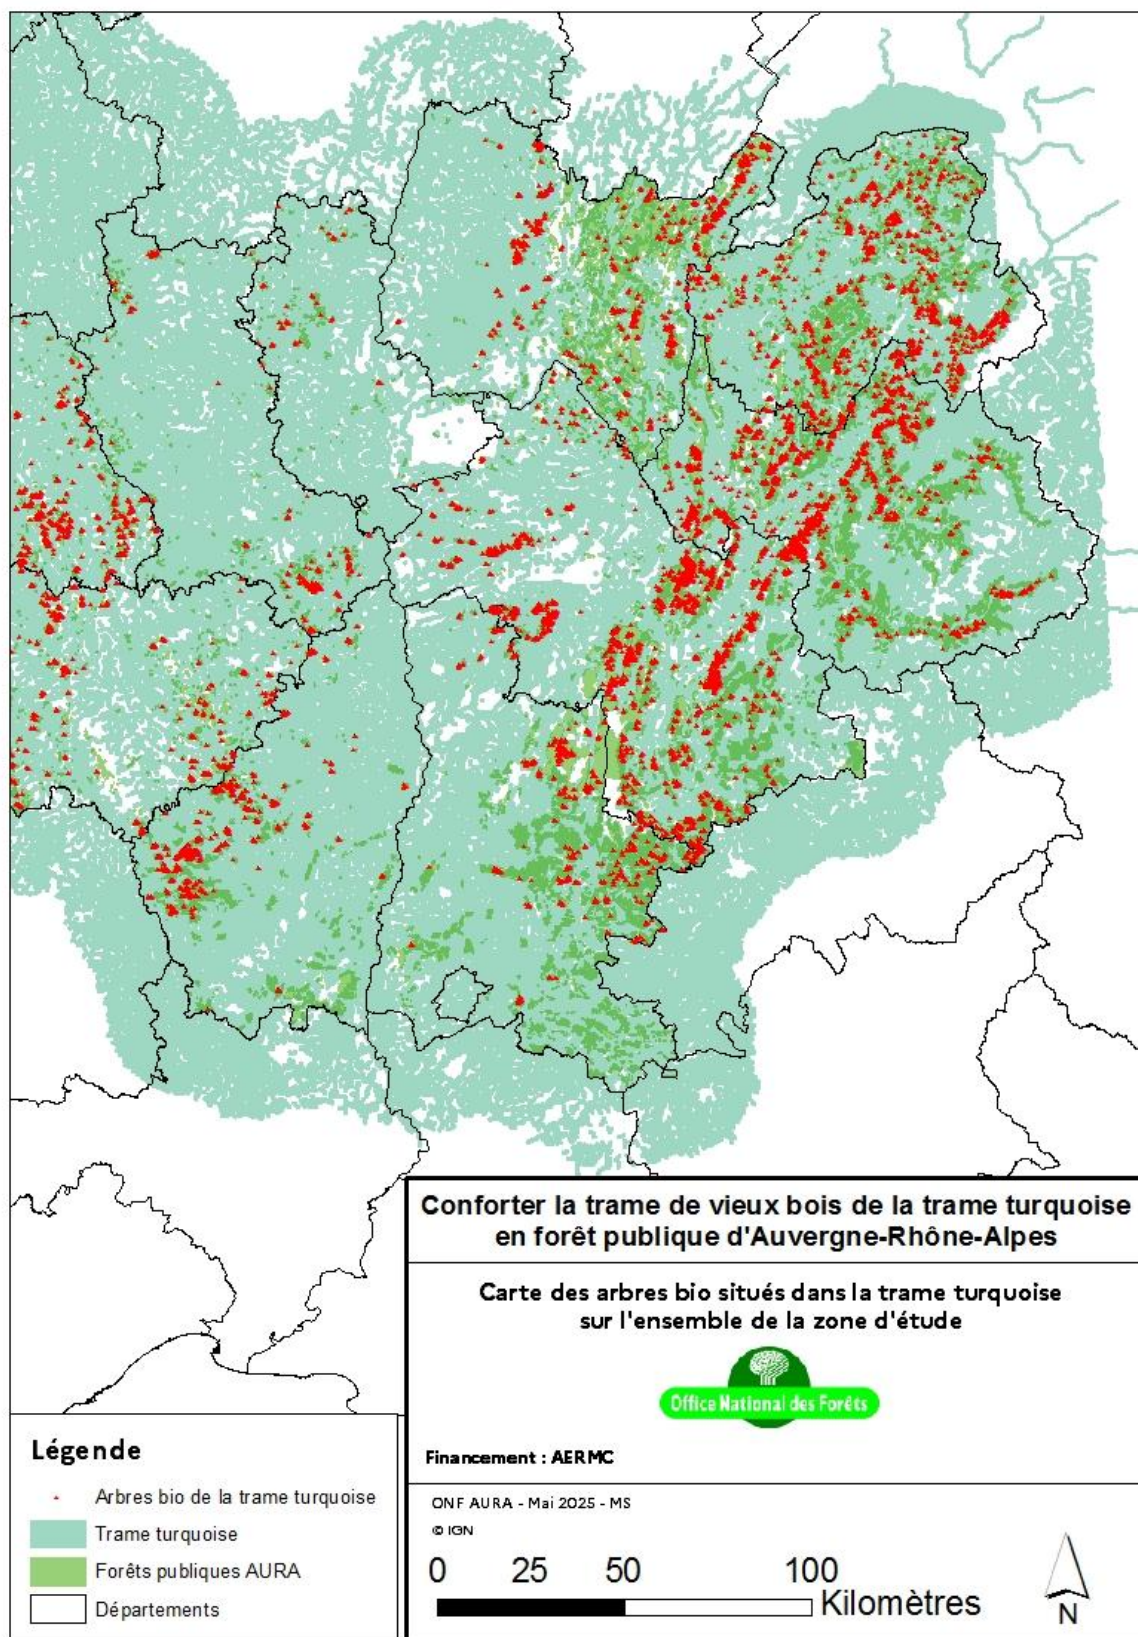 Conforter la trame de vieux bois de la trame turquoise
en forêt publique d'Auvergne-Rhône-Alpes
Carte des arbres bio situés dans la trame turquoise
sur l'ensemble de la zone d'étude
Office National des Forêts
Financement : AERMC
ONF AURA - Mai 2025 - MS
© IGN
0 25 50 100
Kilomètres
N
Légende
Arbres bio de la trame turquoise
Trame turquoise
Forêts publiques AURA
Départements